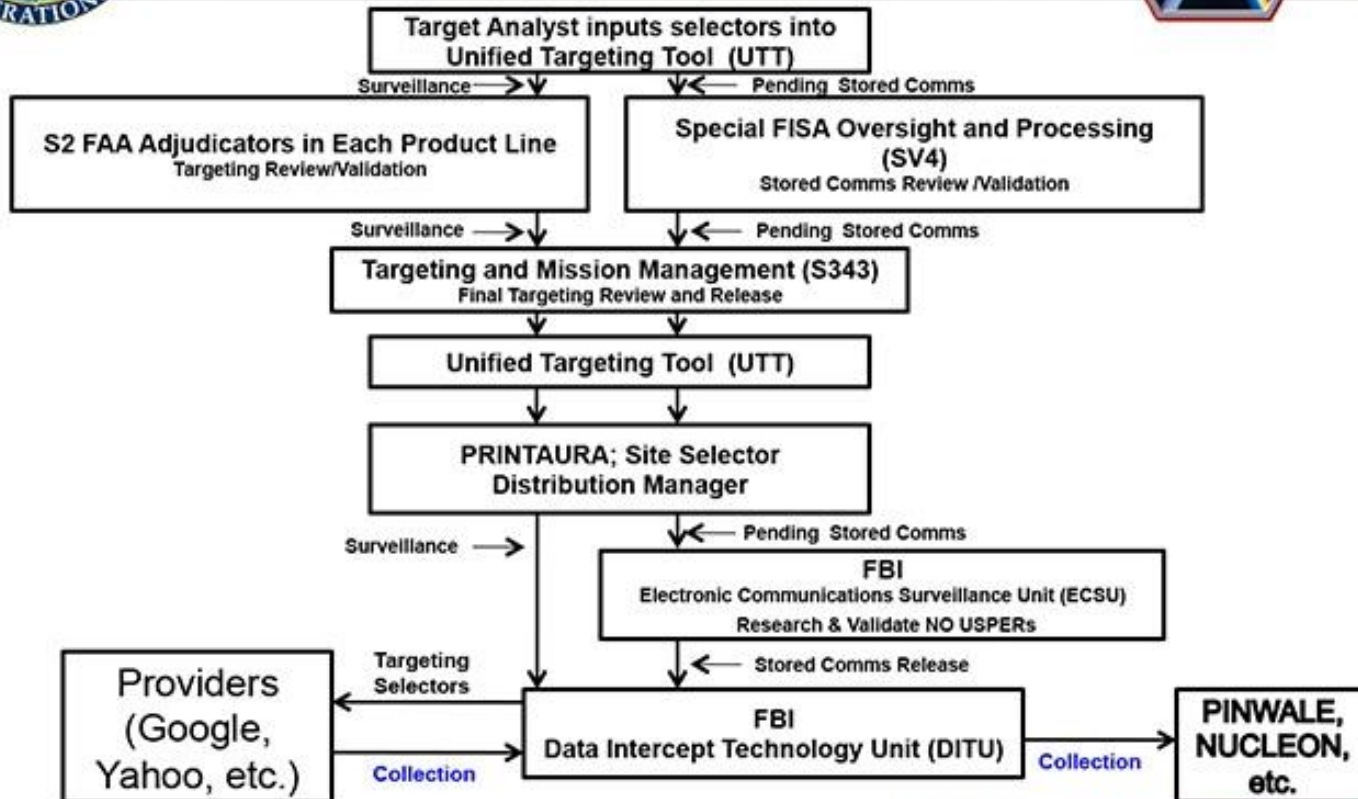 RATIONS
Target Analyst inputs selectors into
Unified Targeting Tool (UTT)
Surveillance
Pending Stored Comms
S2 FAA Adjudicators in Each Product Line
Targeting Review/Validation
Special FISA Oversight and Processing
(SV4)
Stored Comms Review /Validation
Surveillance
Pending Stored Comms
Targeting and Mission Management (S343)
Final Targeting Review and Release
Unified Targeting Tool (UTT)
PRINTAURA; Site Selector
Distribution Manager
Surveillance
Pending Stored Comms
FBI
Electronic Communications Surveillance Unit (ECSU)
Research & Validate NO USPERs
Stored Comms Release
Targeting
Selectors
Providers
(Google,
Yahoo, etc.)
Collection
FBI
Data Intercept Technology Unit (DITU)
Collection
PINWALE,
NUCLEON,
etc.